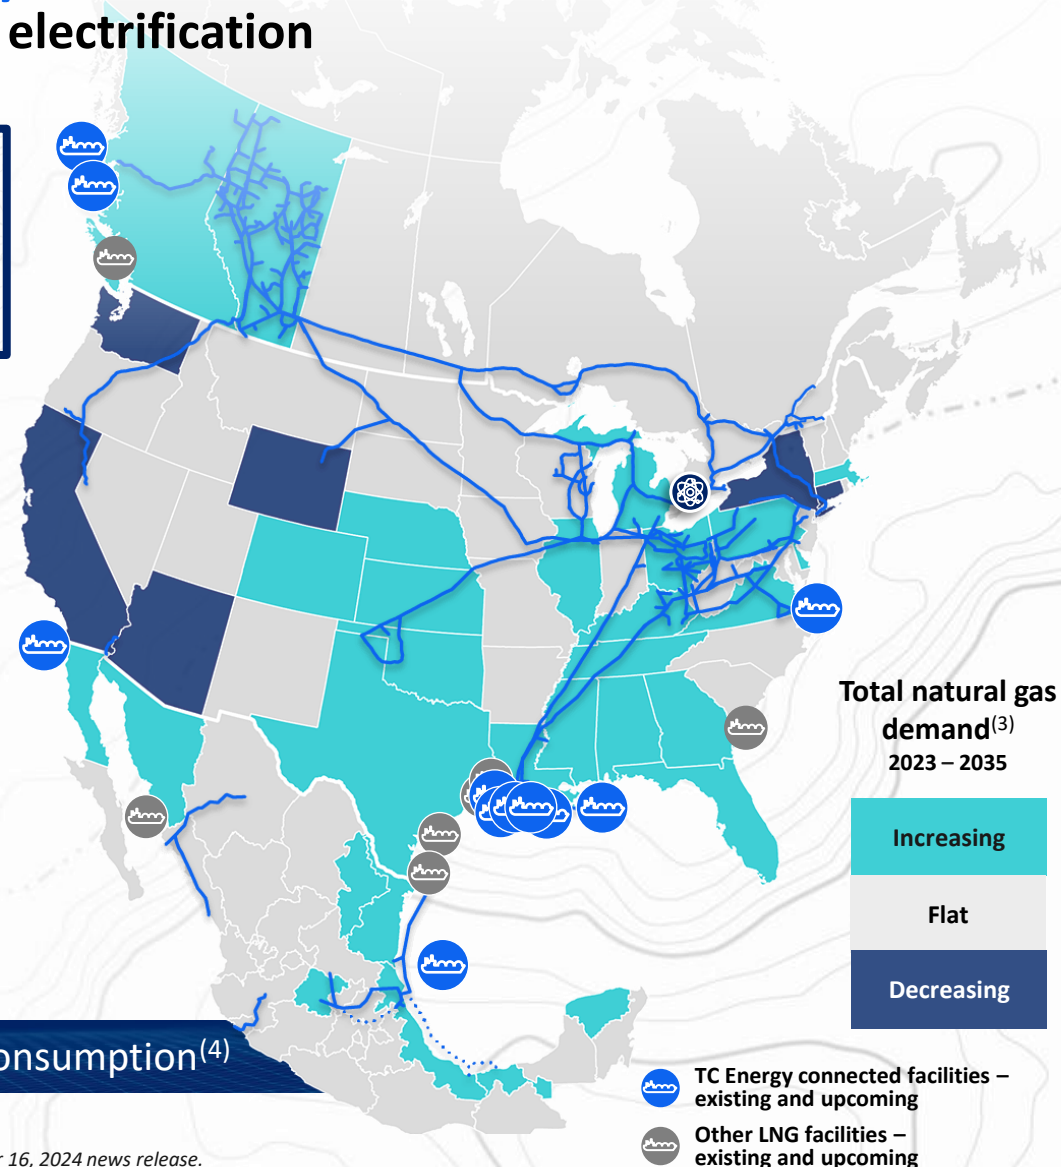 electrification
Total natural gas
demand(3)
2023 – 2035
Increasing
Flat
Decreasing
onsumption(4)
TC Energy connected facilities –
existing and upcoming
Other LNG facilities –
existing and upcoming
r 16, 2024 news release.